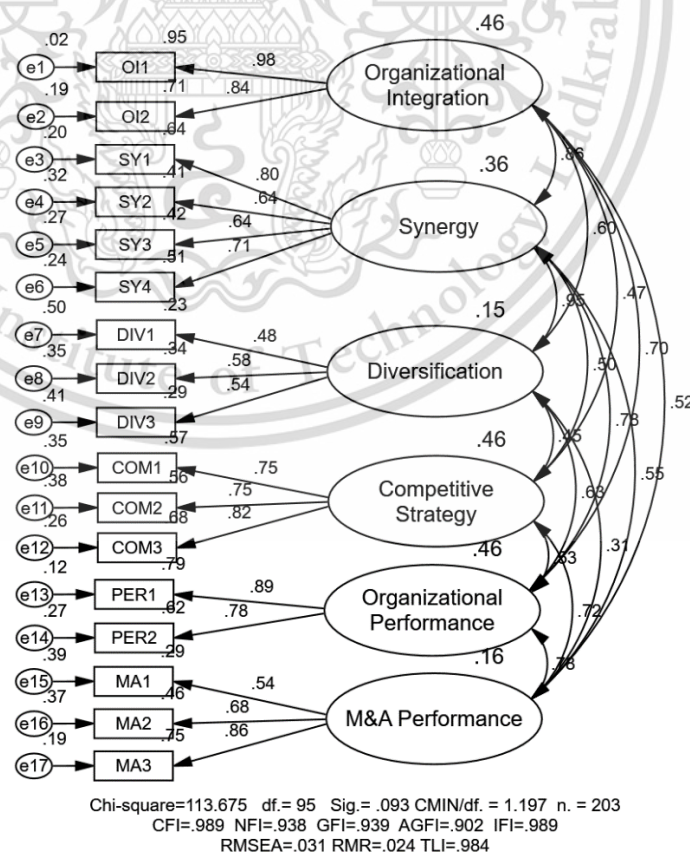 .46
.02
.95
e1
OI1
.98
Organizational
Integration
.19
.71
.84
e2
OI2
.20
.64
.86
e3
SY1
.36
.32
.41
.80
e4
SY2
.64
Synergy
.60
.27
.42
.64
e5
SY3
.24
.51
.71
e6
SY4
.95
.47
.50
.23
.15
e7
DIV1
.48
.35
.34
.50
.70
e8
DIV2
.58
Diversification
.41
.29
.54
.52
e9
DIV3
.78
.35
.57
.46
.45
e10
COM1
.75
.55
.38
.56
Competitive
Strategy
.63
e11
COM2
.75
.26
.68
.82
e12
COM3
.46
.31
.12
.79
.53
e13
PER1
.89
Organizational
Performance
.27
.62
.72
e14
PER2
.78
.39
.29
.16
.78
e15
MA1
.54
.37
.46
e16
MA2
.68
M&A Performance
.19
.75
.86
e17
MA3
Chi-square=113.675 df.= 95 Sig.= .093 CMIN/df. = 1.197 n. = 203
CFI=.989 NFI=.938 GFI=.939 AGFI=.902 IFI=.989
RMSEA=.031 RMR=.024 TLI=.984
Institute of Technology Ladkra